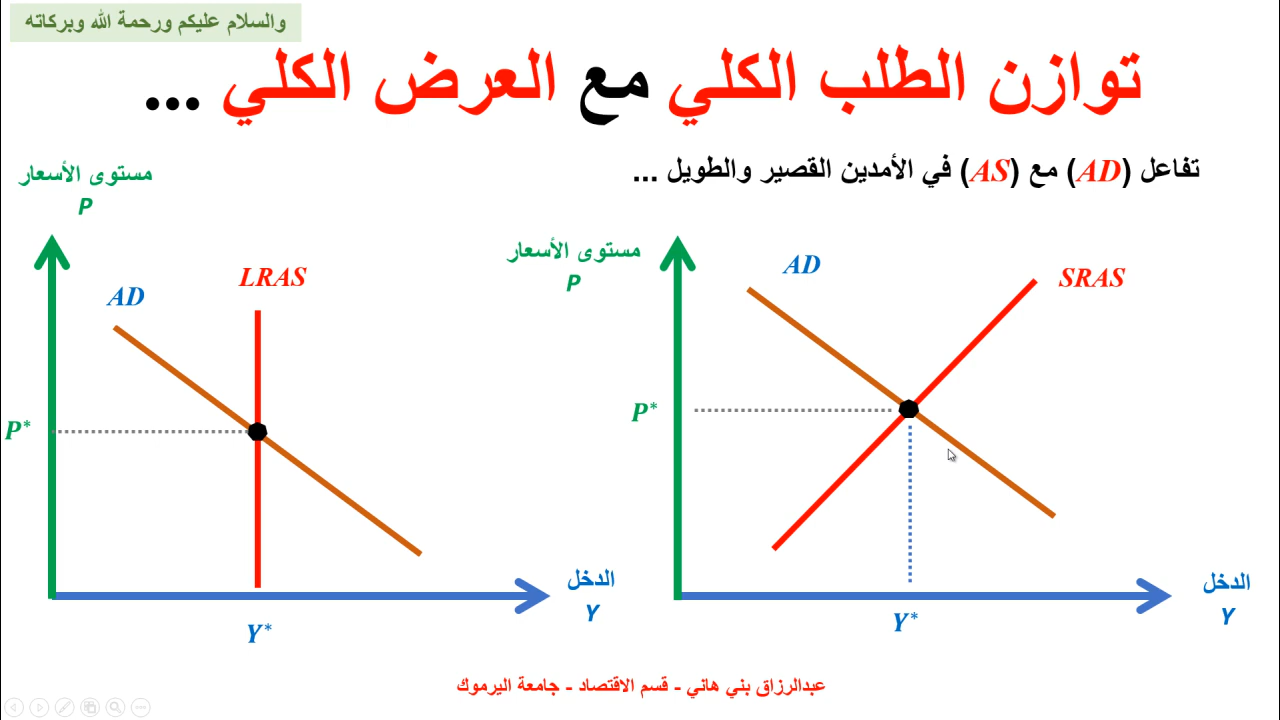 والسلام عليكم ورحمة الله وبركاته
توازن الطلب الكلي مع العرض الكلي ...
تفاعل (AD) مع (AS) في الأمدين القصير والطويل ...
مستوى الأسعار
P
AD
SRAS
P*
Y*
الدخل
Y
مستوى الأسعار
P
AD
LRAS
P*
Y*
الدخل
Y
عبدالرزاق بني هاني - قسم الاقتصاد - جامعة اليرموك